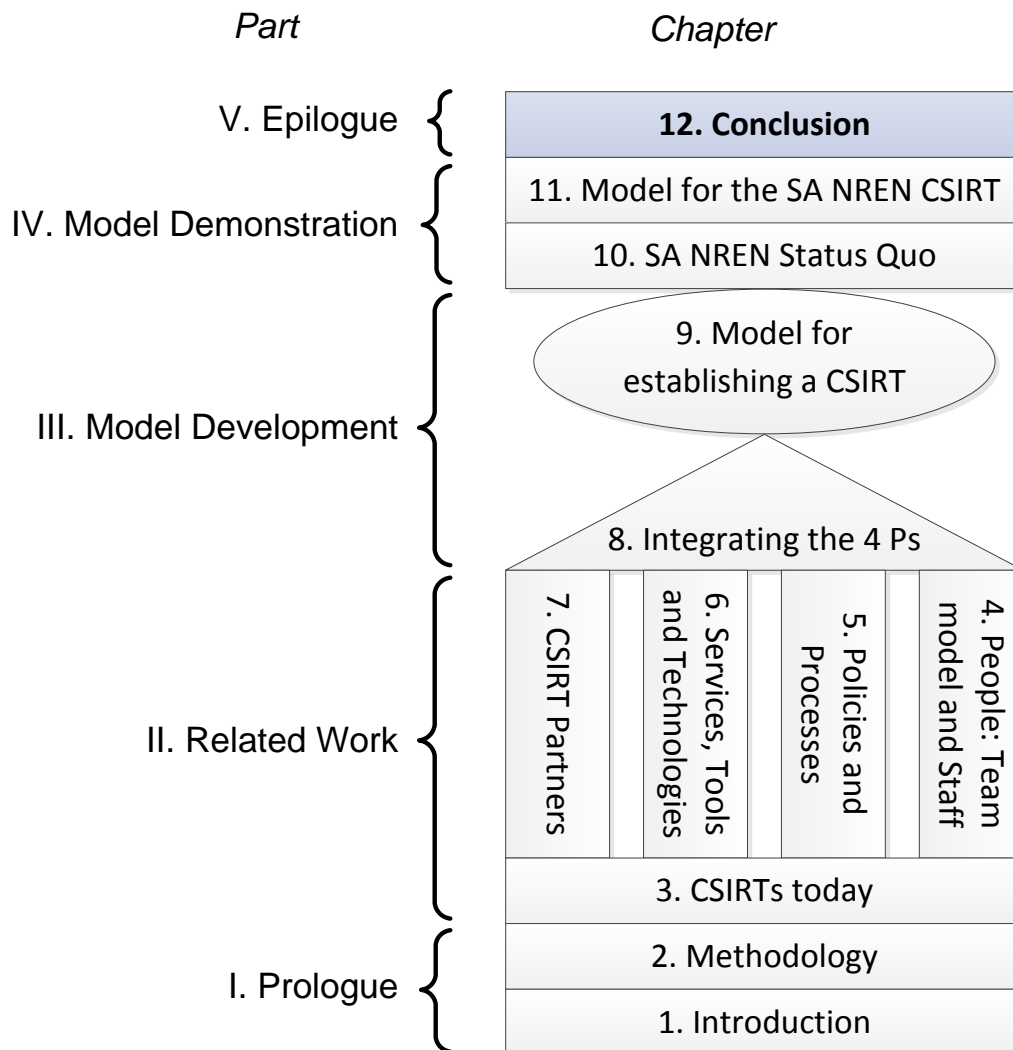 Part
Chapter
V. Epilogue
12. Conclusion
IV. Model Demonstration
11. Model for the SA NREN CSIRT
10. SA NREN Status Quo
III. Model Development
9. Model for
establishing a CSIRT
8. Integrating the 4 Ps
II. Related Work
7. CSIRT Partners
6. Services, Tools
and Technologies
5. Policies and
Processes
4. People: Team
model and Staff
3. CSIRTs today
I. Prologue
2. Methodology
1. Introduction